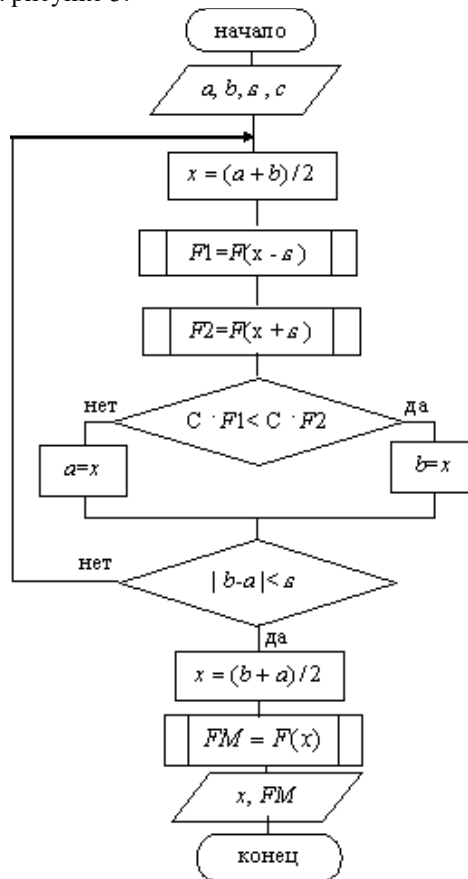 рисунке 3.
начало
a, b, ε, c
x = (a + b) / 2
F1=F(x - ε)
F2=F(x + ε)
нет
да
C · F1 < C · F2
a=x
b=x
нет
| b-a | < ε
да
x = (b + a) / 2
FM = F(x)
x, FM
конец